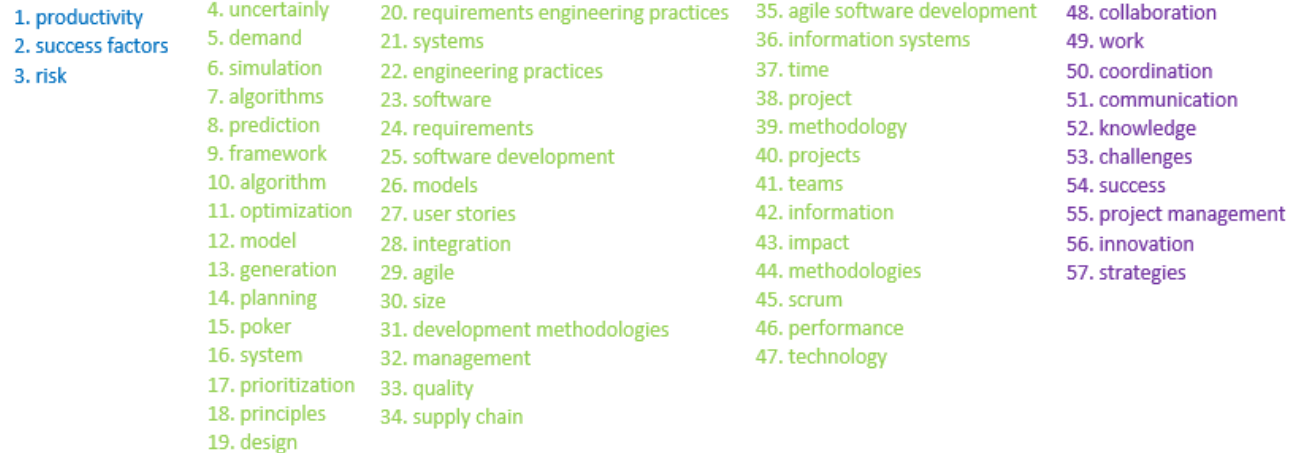 1. productivity
2. success factors
3. risk
4. uncertainly
5. demand
6. simulation
7. algorithms
8. prediction
9. framework
10. algorithm
11. optimization
12. model
13. generation
14. planning
15. poker
16. system
17. prioritization
18. principles
19. design
20. requirements engineering practices
21. systems
22. engineering practices
23. software
24. requirements
25. software development
26. models
27. user stories
28. integration
29. agile
30. size
31. development methodologies
32. management
33. quality
34. supply chain
35. agile software development
36. information systems
37. time
38. project
39. methodology
40. projects
41. teams
42. information
43. impact
44. methodologies
45. scrum
46. performance
47. technology
48. collaboration
49. work
50. coordination
51. communication
52. knowledge
53. challenges
54. success
55. project management
56. innovation
57. strategies